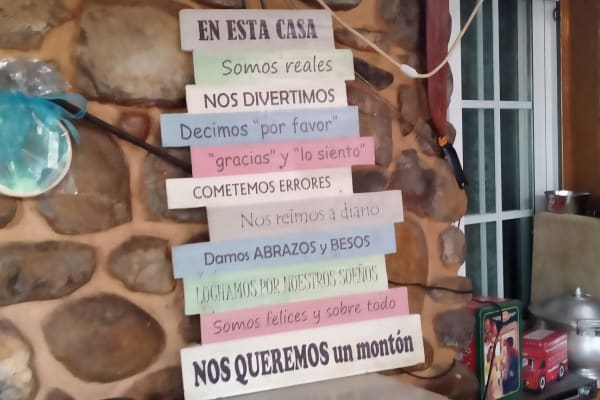 EN ESTA CASA
Somos reales
NOS DIVERTIMOS
Decimos "por favor"
"gracias" y "lo siento"
COMETEMOS ERRORES
Nos reímos a diario
Damos ABRAZOS y BESOS
LUCHAMOS POR NUESTROS SUEÑOS
Somos felices y sobre todo
NOS QUEREMOS un montón